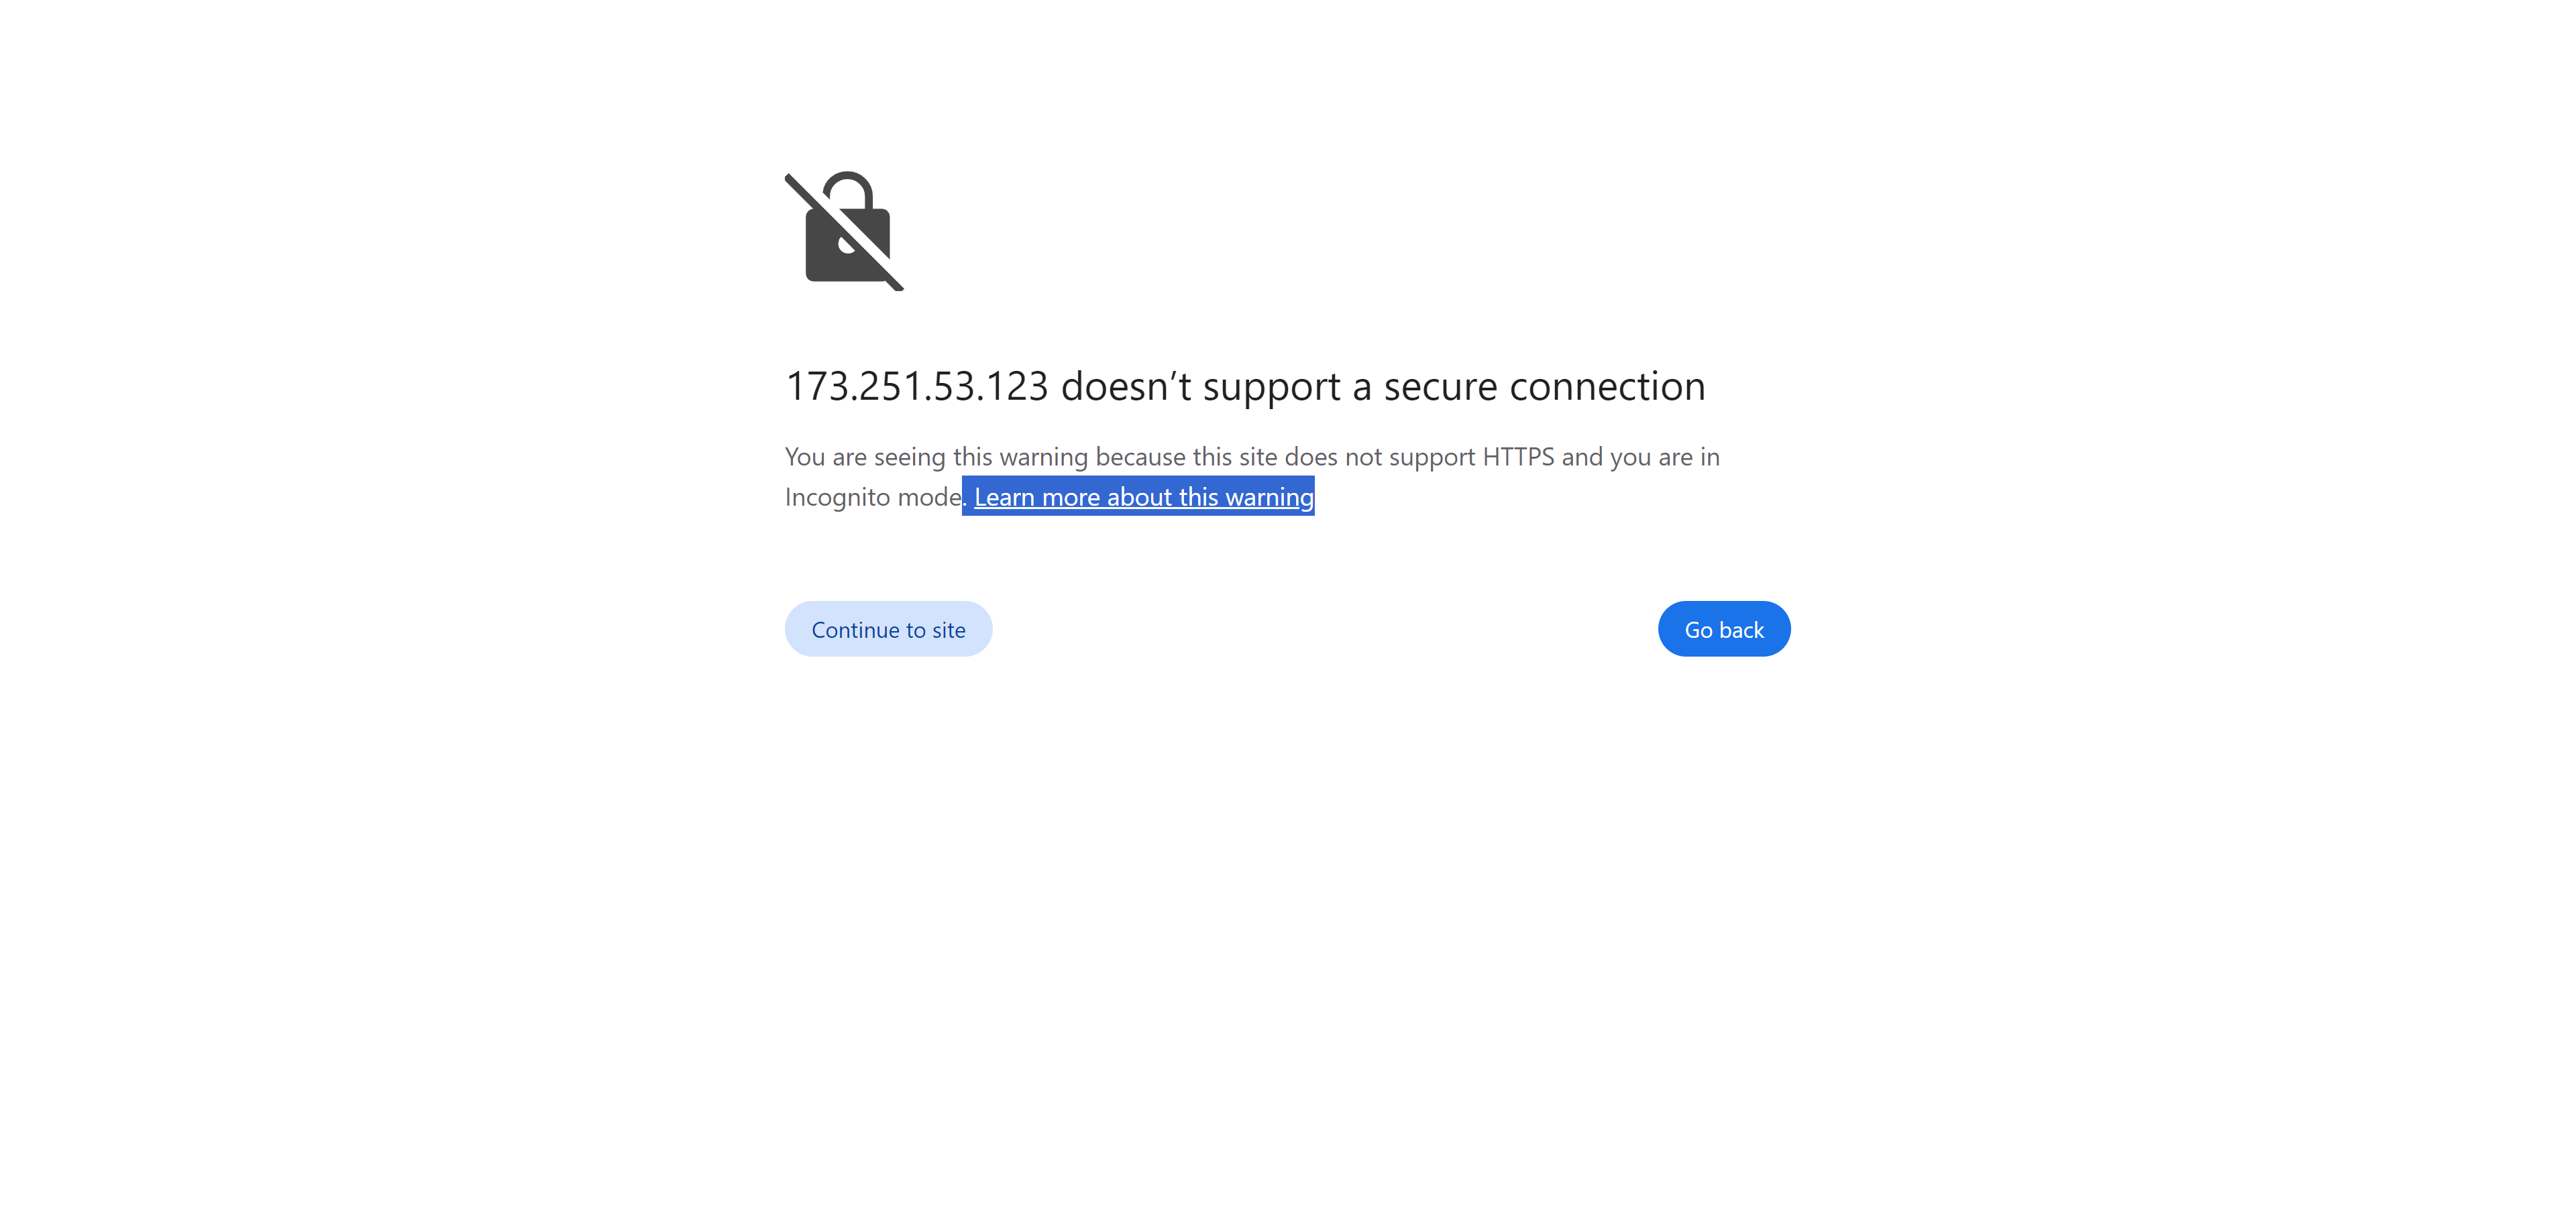 173.251.53.123 doesn’t support a secure connection
You are seeing this warning because this site does not support HTTPS and you are in
Incognito mode. Learn more about this warning
Continue to site
Go back